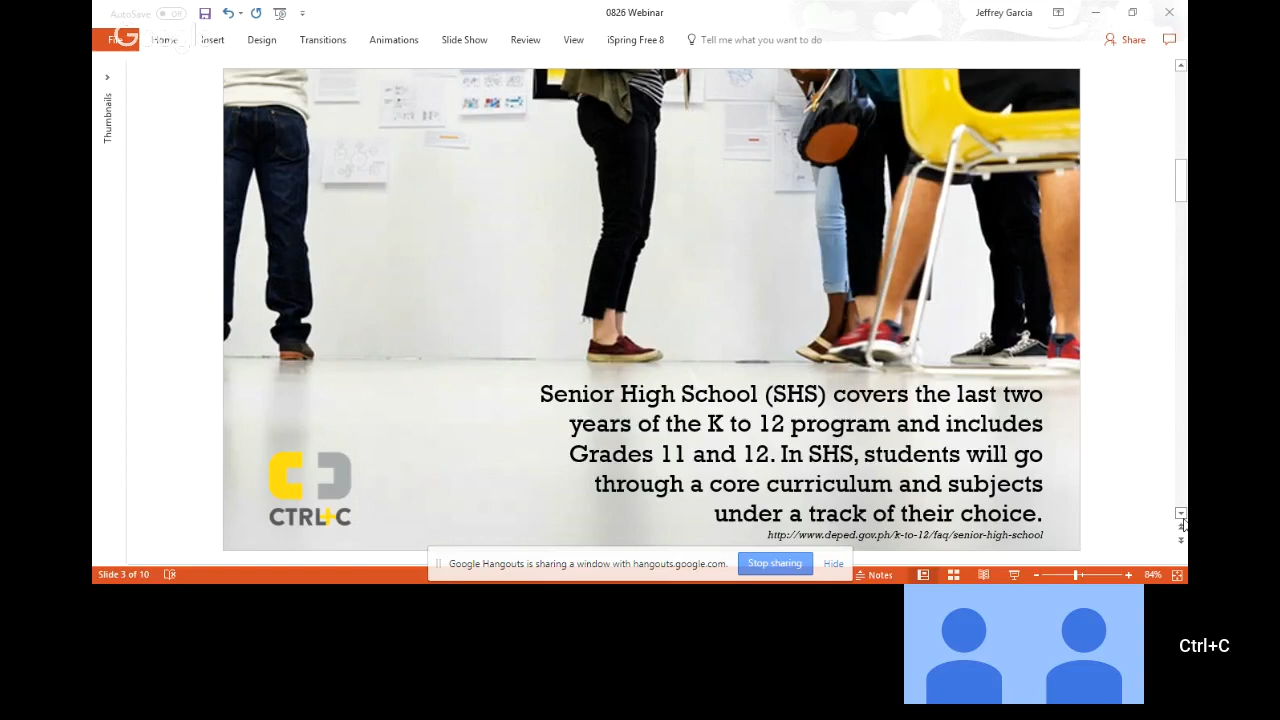 AutoSave Off
0826 Webinar
Jeffrey Garcia
File Home Insert Design Transitions Animations Slide Show Review View iSpring Free 8 Tell me what you want to do Share
Thumbnails
Senior High School (SHS) covers the last two
years of the K to 12 program and includes
Grades 11 and 12. In SHS, students will go
through a core curriculum and subjects
under a track of their choice.
http://www.deped.gov.ph/k-to-12/faq/senior-high-school
CTRL+C
Google Hangouts is sharing a window with hangouts.google.com. Stop sharing Hide
Slide 3 of 10
Notes
84%
Ctrl+C